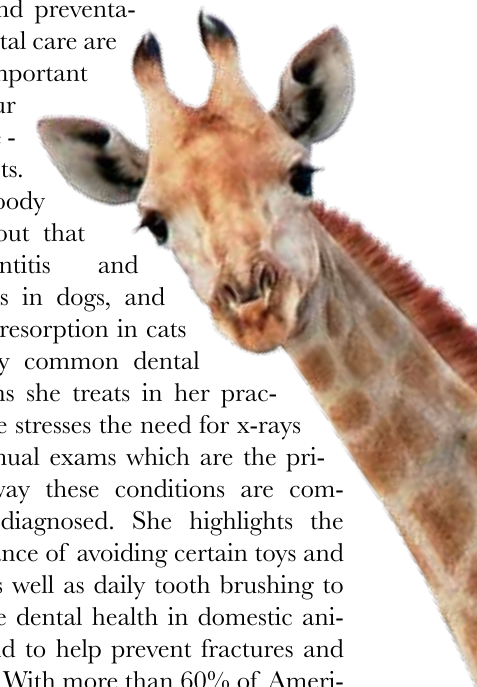 nd preventa-
tal care are
mportant
ur
-
ts.
body
out that
ntitis and
s in dogs, and
resorption in cats
y common dental
ns she treats in her prac-
e stresses the need for x-rays
nual exams which are the pri-
way these conditions are com-
diagnosed. She highlights the
ance of avoiding certain toys and
s well as daily tooth brushing to
e dental health in domestic ani-
d to help prevent fractures and
With more than 60% of Ameri-